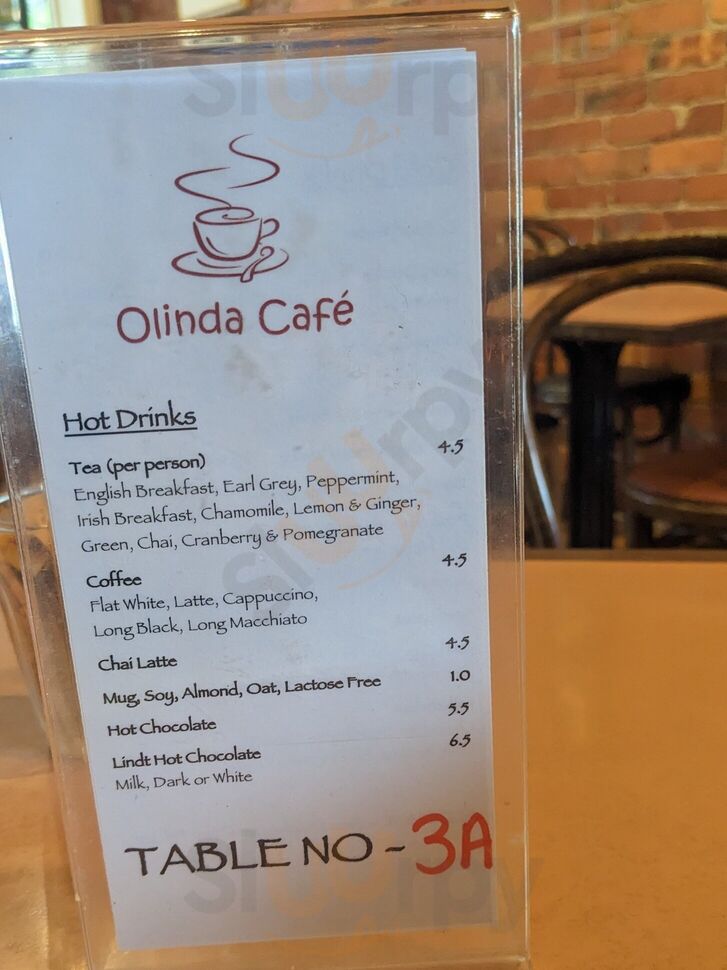 sluurpy
Olinda Café
Hot Drinks
Tea (per person) 4.5
English Breakfast, Earl Grey, Peppermint,
Irish Breakfast, Chamomile, Lemon & Ginger,
Green, Chai, Cranberry & Pomegranate
Coffee 4.5
Flat White, Latte, Cappuccino,
Long Black, Long Macchiato
Chai Latte 4.5
Mug, Soy, Almond, Oat, Lactose Free 1.0
Hot Chocolate 5.5
Lindt Hot Chocolate 6.5
Milk, Dark or White
TABLE NO - 3A
sluurpy
sluurpy